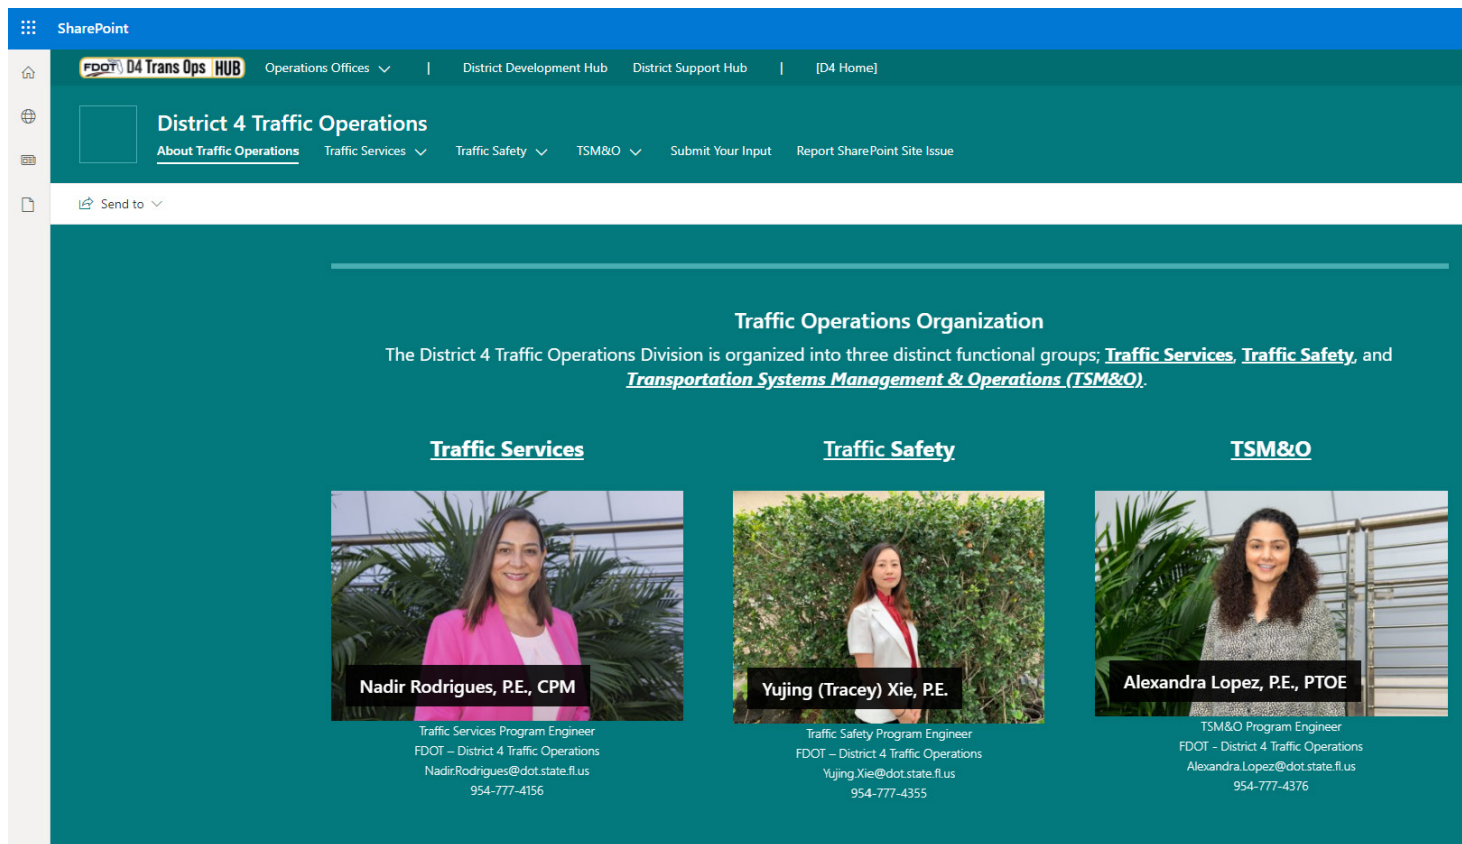 SharePoint
FDOT D4 Trans Ops HUB Operations Offices | District Development Hub District Support Hub | [D4 Home]
District 4 Traffic Operations
About Traffic Operations Traffic Services Traffic Safety TSM&O Submit Your Input Report SharePoint Site Issue
Send to
Traffic Operations Organization
The District 4 Traffic Operations Division is organized into three distinct functional groups; Traffic Services, Traffic Safety, and
Transportation Systems Management & Operations (TSM&O).
Traffic Services
Nadir Rodrigues, P.E., CPM
Traffic Services Program Engineer
FDOT – District 4 Traffic Operations
Nadir.Rodrigues@dot.state.fl.us
954-777-4156
Traffic Safety
Yujing (Tracey) Xie, P.E.
Traffic Safety Program Engineer
FDOT – District 4 Traffic Operations
Yujing.Xie@dot.state.fl.us
954-777-4355
TSM&O
Alexandra Lopez, P.E., PTOE
TSM&O Program Engineer
FDOT - District 4 Traffic Operations
Alexandra.Lopez@dot.state.fl.us
954-777-4376